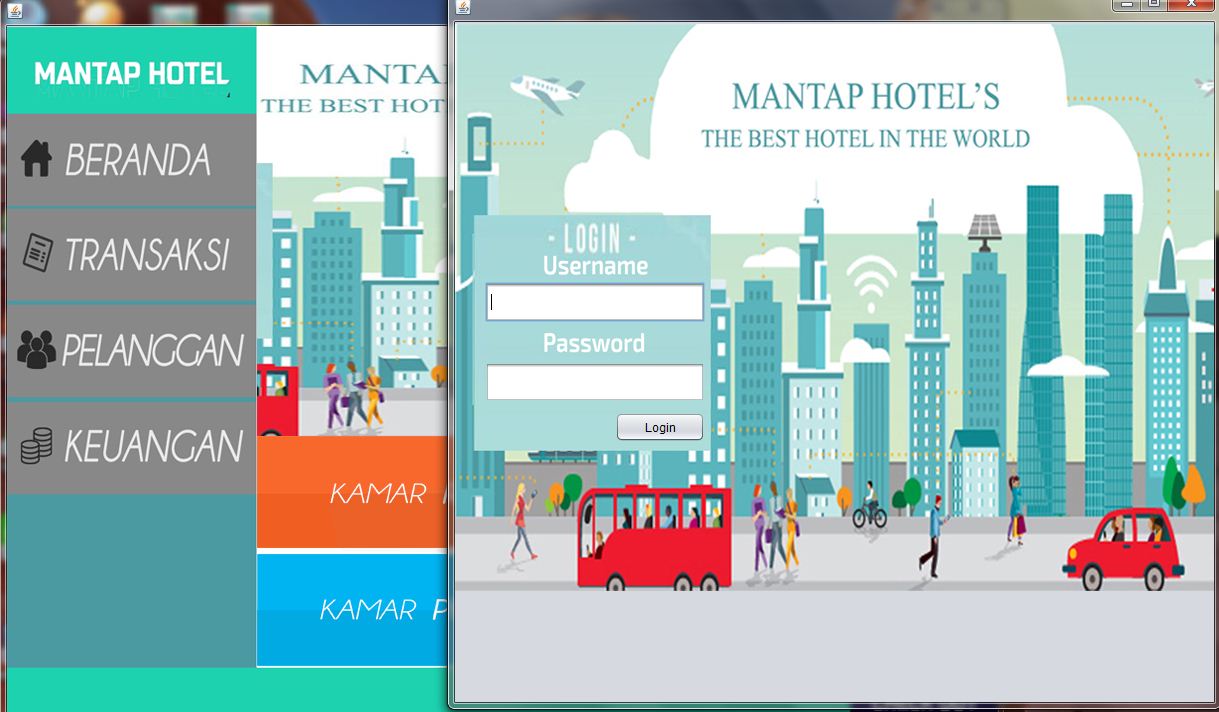 MANTAP HOTEL
BERANDA
TRANSAKSI
PELANGGAN
KEUANGAN
MANTA
THE BEST HOT
KAMAR
KAMAR P
MANTAP HOTEL'S
THE BEST HOTEL IN THE WORLD
- LOGIN -
Username
Password
Login